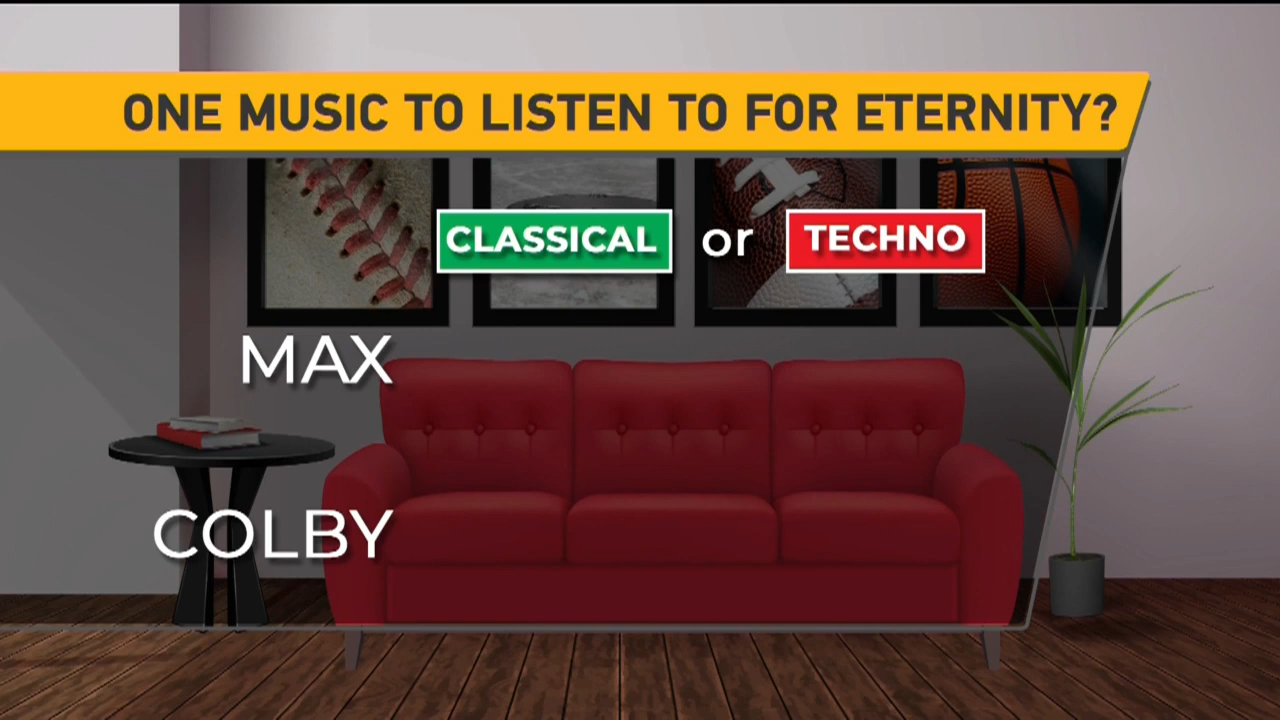 ONE MUSIC TO LISTEN TO FOR ETERNITY?
CLASSICAL or TECHNO
MAX
COLBY